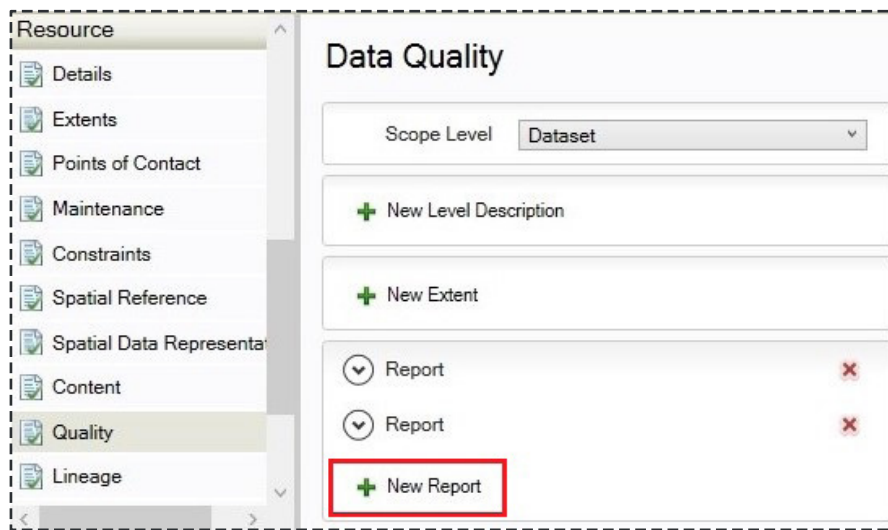 Resource
Details
Extents
Points of Contact
Maintenance
Constraints
Spatial Reference
Spatial Data Representa
Content
Quality
Lineage
Data Quality
Scope Level Dataset
New Level Description
New Extent
Report
Report
New Report